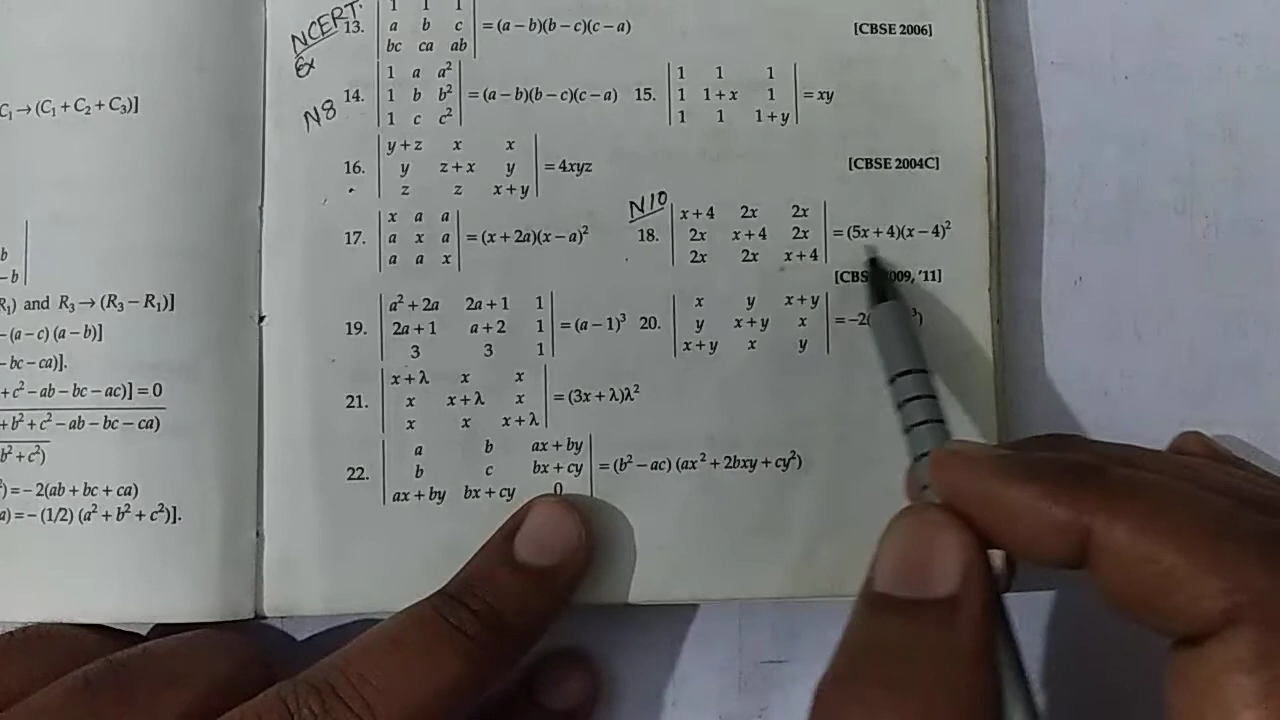 C₁→(C₁+C₂+C₃)]
b
-b
R₁) and R₃→(R₃-R₁)]
-(a-c)(a-b)]
-bc-ca)].
+c²-ab-bc-ac)]=0
+b²+c²-ab-bc-ca)
b²+c²)
)=-2(ab+bc+ca)
a)=-(1/2)(a²+b²+c²)].
NCERT.
Ex
1 1 1
13. a b c =(a-b)(b-c)(c-a) [CBSE 2006]
bc ca ab
N8
1 a a²
14. 1 b b² =(a-b)(b-c)(c-a)
1 c c²
1 1 1
15. 1 1+x 1 =xy
1 1 1+y
y+z x x
16. y z+x y =4xyz [CBSE 2004C]
z z x+y
x a a
17. a x a =(x+2a)(x-a)²
a a x
N10
x+4 2x 2x
18. 2x x+4 2x =(5x+4)(x-4)²
2x 2x x+4
[CBS 2009, '11]
a²+2a 2a+1 1
19. 2a+1 a+2 1 =(a-1)³
3 3 1
x y x+y
20. y x+y x =-2( ³)
x+y x y
x+λ x x
21. x x+λ x =(3x+λ)λ²
x x x+λ
a b ax+by
22. b c bx+cy =(b²-ac)(ax²+2bxy+cy²)
ax+by bx+cy 0